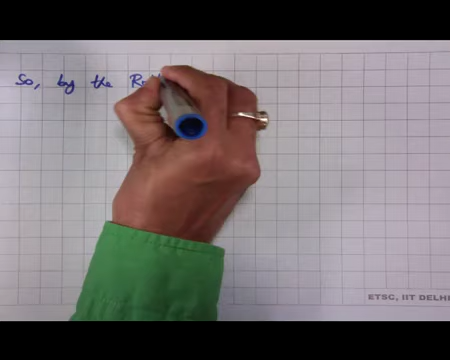 So, by the
ETSC, IIT DELHI